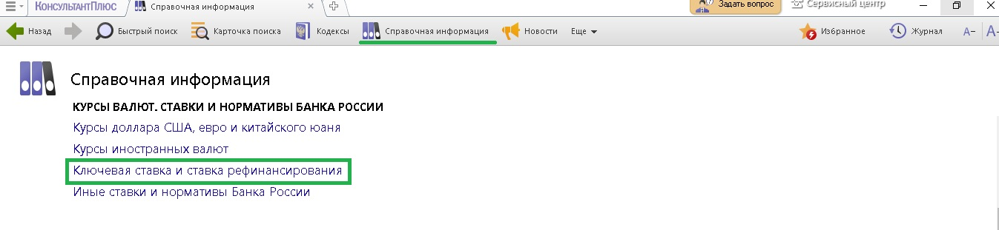 КОНСУЛЬТАНТПЛЮС Справочная информация Задать вопрос Сервисный центр
Назад Быстрый поиск Карточка поиска Кодексы Справочная информация Новости Еще Избранное Журнал А− А-
Справочная информация
КУРСЫ ВАЛЮТ. СТАВКИ И НОРМАТИВЫ БАНКА РОССИИ
Курсы доллара США, евро и китайского юаня
Курсы иностранных валют
Ключевая ставка и ставка рефинансирования
Иные ставки и нормативы Банка России